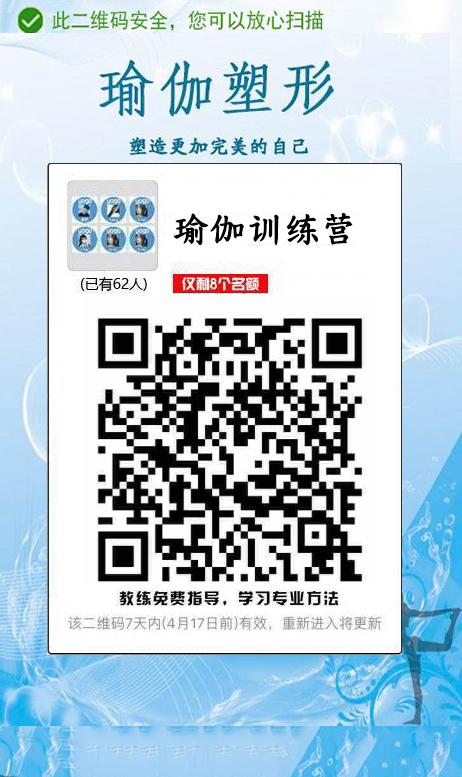 此二维码安全，您可以放心扫描
瑜伽塑形
塑造更加完美的自己
瑜伽训练营
(已有62人)
仅剩8个名额
教练免费指导，学习专业方法
该二维码7天内(4月17日前)有效，重新进入将更新